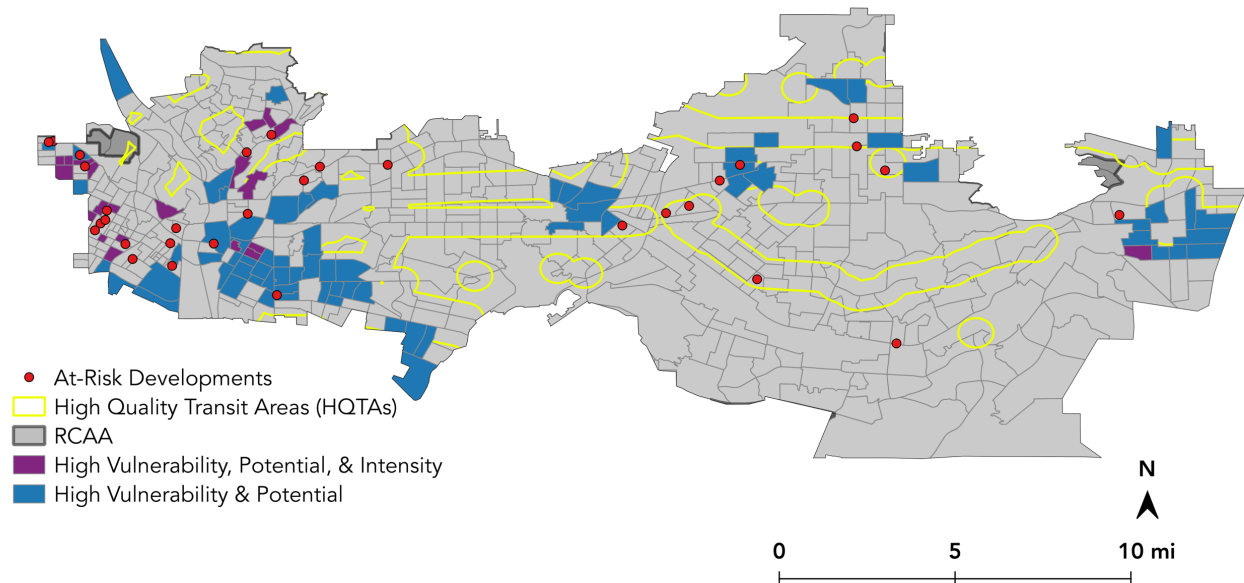 At-Risk Developments
High Quality Transit Areas (HQTAs)
RCAA
High Vulnerability, Potential, & Intensity
High Vulnerability & Potential
N
0 5 10 mi